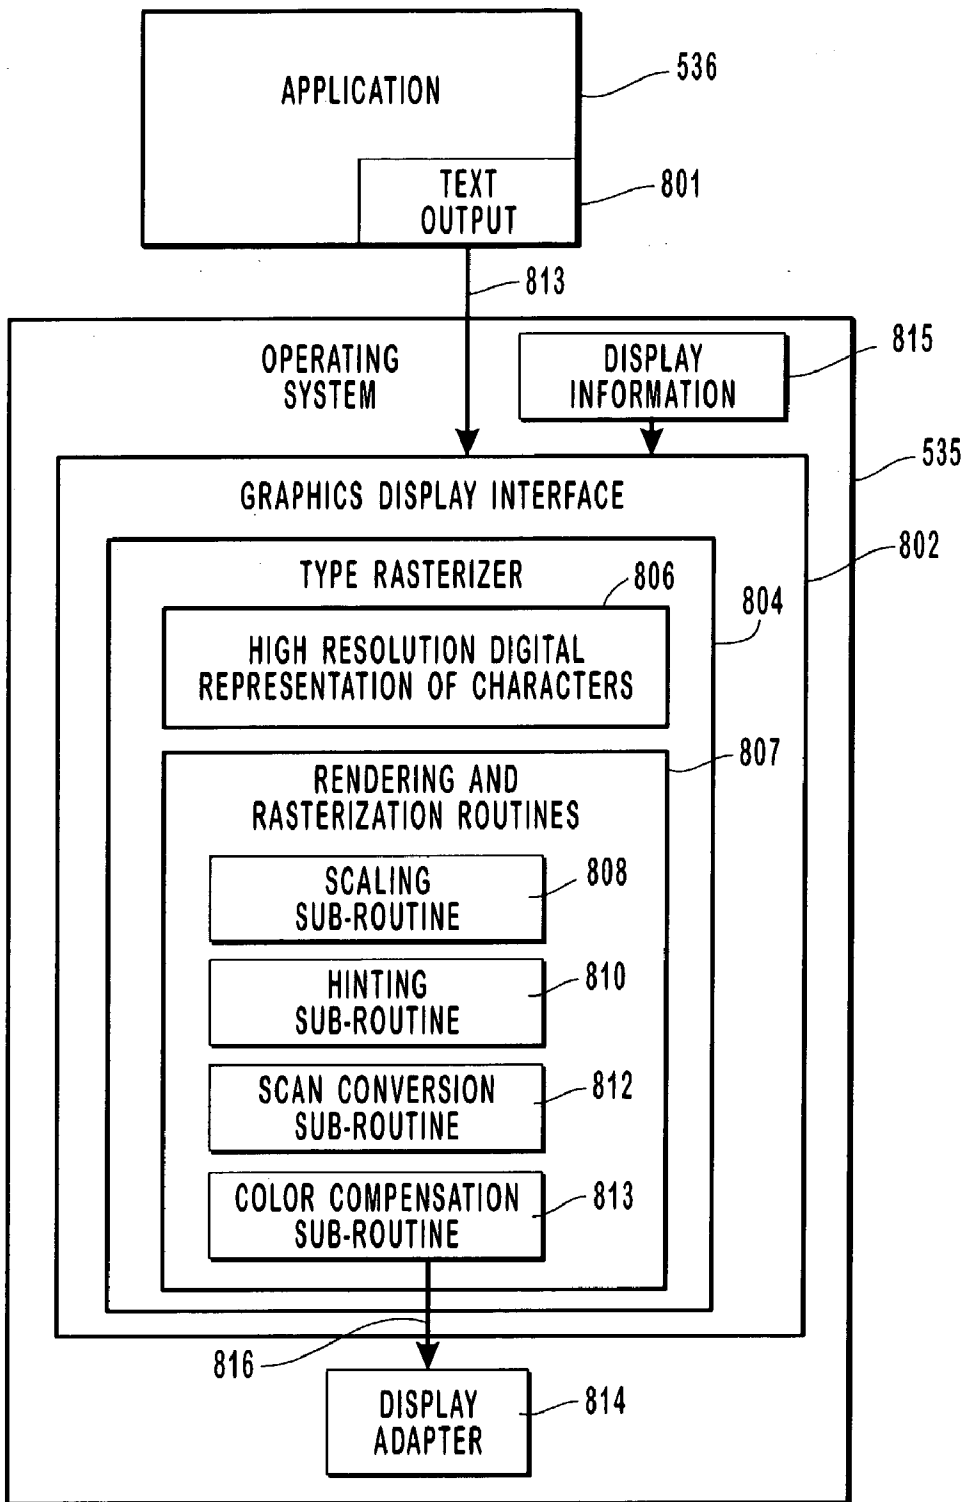 APPLICATION
536
TEXT
OUTPUT
801
813
OPERATING
SYSTEM
DISPLAY
INFORMATION
815
535
GRAPHICS DISPLAY INTERFACE
802
TYPE RASTERIZER
806
804
HIGH RESOLUTION DIGITAL
REPRESENTATION OF CHARACTERS
807
RENDERING AND
RASTERIZATION ROUTINES
SCALING
SUB-ROUTINE
808
HINTING
SUB-ROUTINE
810
SCAN CONVERSION
SUB-ROUTINE
812
COLOR COMPENSATION
SUB-ROUTINE
813
816
DISPLAY
ADAPTER
814